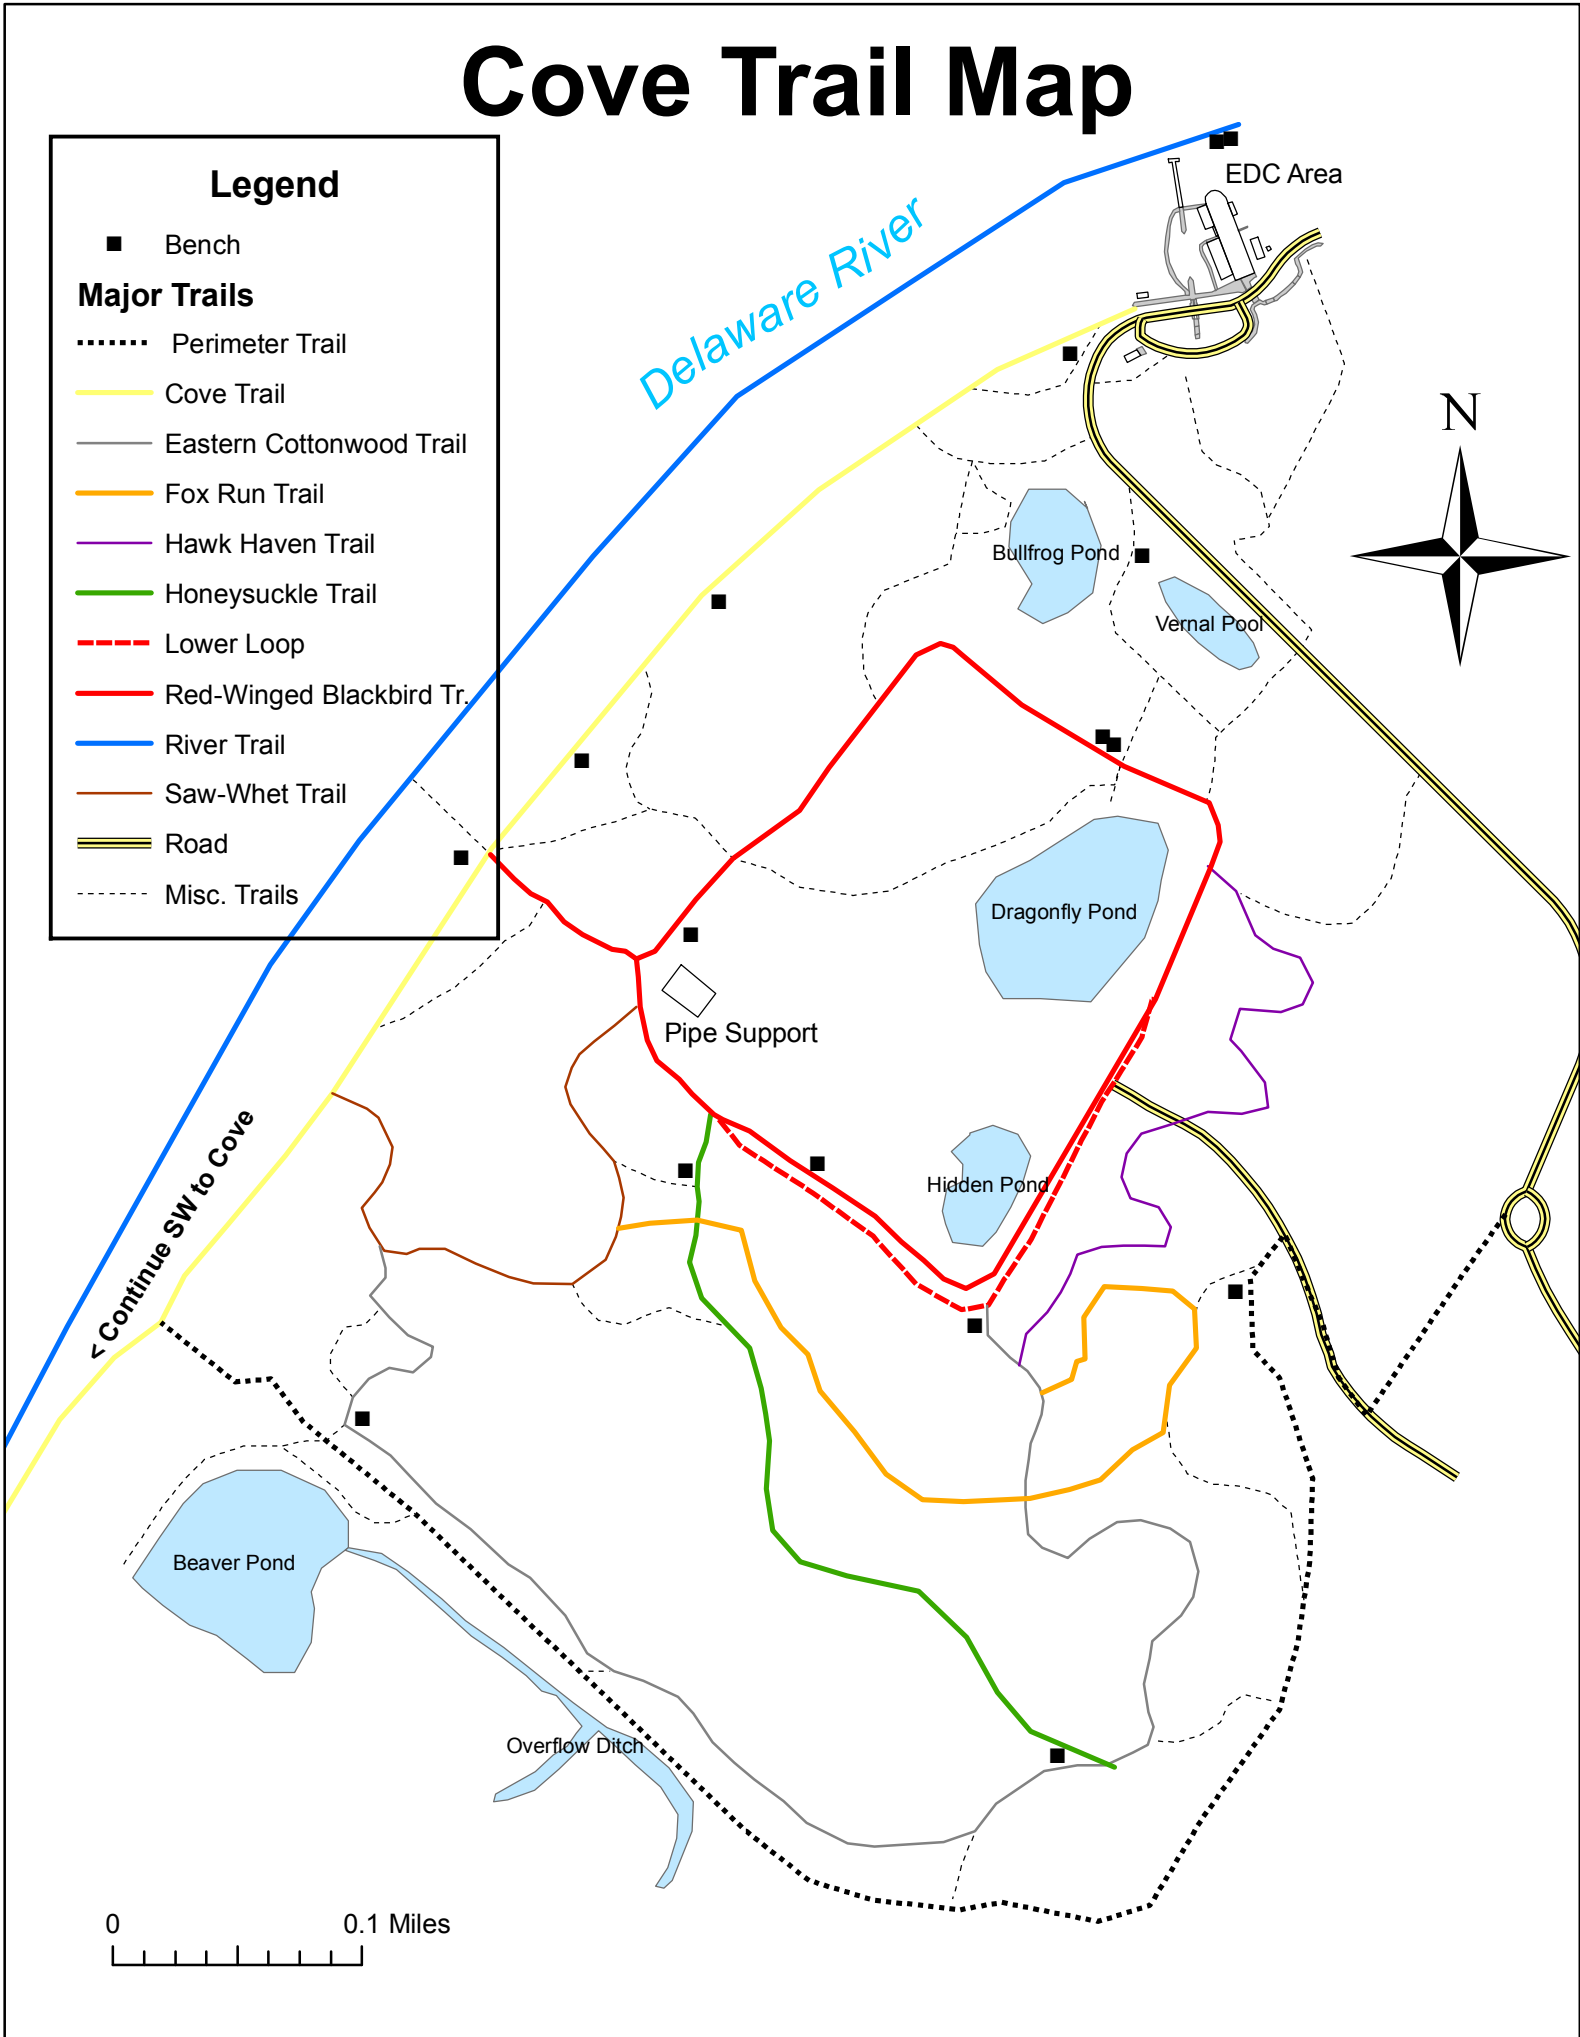 Cove Trail Map
Legend
Bench
Major Trails
Perimeter Trail
Cove Trail
Eastern Cottonwood Trail
Fox Run Trail
Hawk Haven Trail
Honeysuckle Trail
Lower Loop
Red-Winged Blackbird Tr.
River Trail
Saw-Whet Trail
Road
Misc. Trails
EDC Area
Delaware River
N
Bullfrog Pond
Vernal Pool
Dragonfly Pond
Pipe Support
Hidden Pond
< Continue SW to Cove
Beaver Pond
Overflow Ditch
0 0.1 Miles